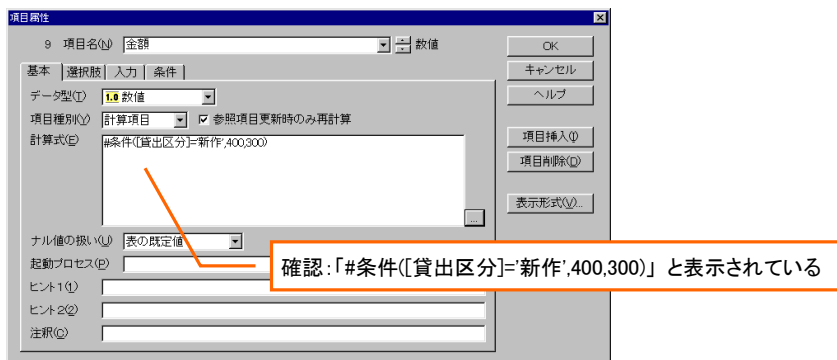 項目属性
9 項目名(N) 金額 数値
OK
キャンセル
ヘルプ
項目挿入(I)
項目削除(D)
表示形式(V)...
基本 選択肢 入力 条件
データ型(T) 1.0 数値
項目種別(Y) 計算項目 参照項目更新時のみ再計算
計算式(E) #条件([貸出区分]='新作',400,300)
...
ナル値の扱い(U) 表の既定値
確認:「#条件([貸出区分]='新作',400,300)」と表示されている
起動プロセス(P)
ヒント1(1)
ヒント2(2)
注釈(C)